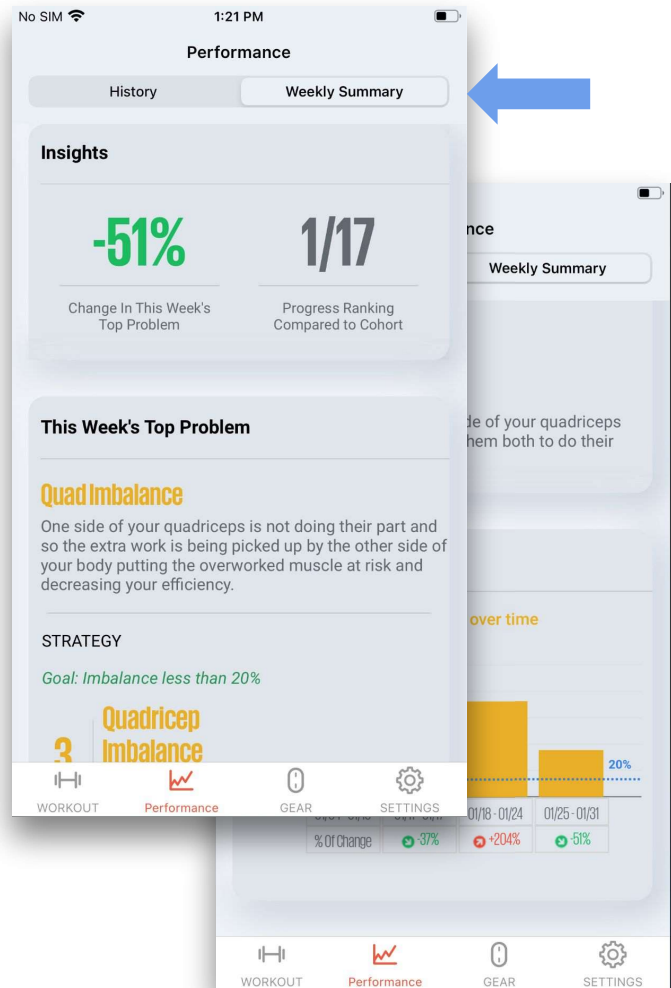 No SIM 1:21 PM
Performance
History Weekly Summary
Insights
-51% 1/17
Change In This Week's Progress Ranking
Top Problem Compared to Cohort
This Week's Top Problem
Quad Imbalance
One side of your quadriceps is not doing their part and
so the extra work is being picked up by the other side of
your body putting the overworked muscle at risk and
decreasing your efficiency.
STRATEGY
Goal: Imbalance less than 20%
3 Quadricep
Imbalance
WORKOUT Performance GEAR SETTINGS
nce
Weekly Summary
de of your quadriceps
hem both to do their
over time
20%
01/18 - 01/24 01/25 - 01/31
% Of Change -37% +204% -51%
WORKOUT Performance GEAR SETTINGS